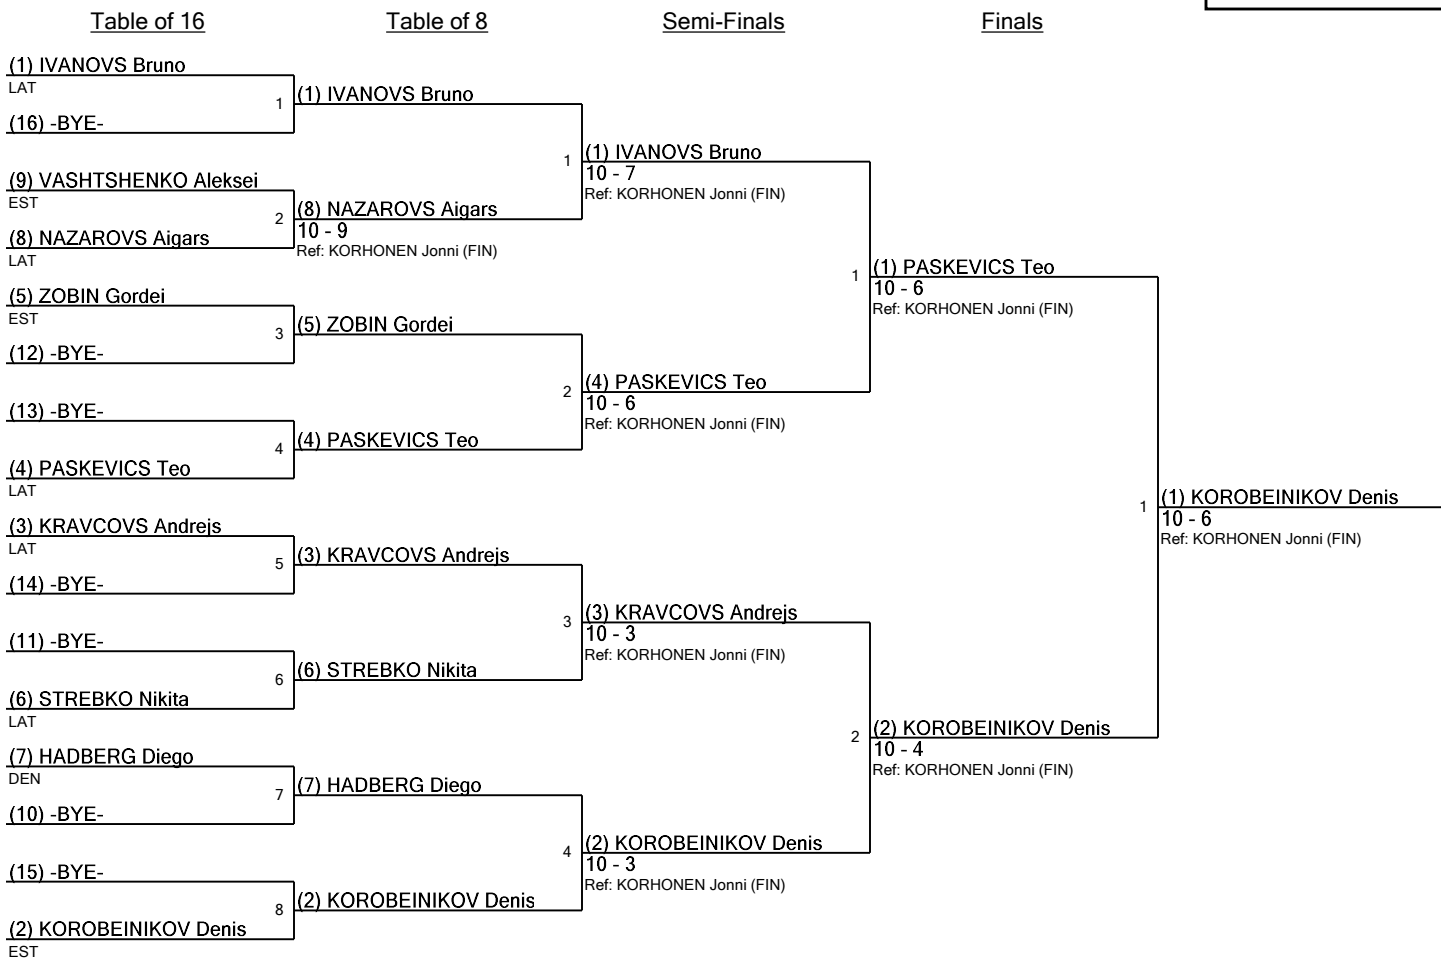 Table of 16
Table of 8
Semi-Finals
Finals
(1) IVANOVS Bruno
LAT
1
(16) -BYE-
(9) VASHTSHENKO Aleksei
EST
2
(8) NAZAROVS Aigars
LAT
(5) ZOBIN Gordei
EST
3
(12) -BYE-
(13) -BYE-
4
(4) PASKEVICS Teo
LAT
(3) KRAVCOVS Andrejs
LAT
5
(14) -BYE-
(11) -BYE-
6
(6) STREBKO Nikita
LAT
(7) HADBERG Diego
DEN
7
(10) -BYE-
(15) -BYE-
8
(2) KOROBEINIKOV Denis
EST
(1) IVANOVS Bruno
1
(8) NAZAROVS Aigars
10 - 9
Ref: KORHONEN Jonni (FIN)
(5) ZOBIN Gordei
2
(4) PASKEVICS Teo
(3) KRAVCOVS Andrejs
3
(6) STREBKO Nikita
(7) HADBERG Diego
4
(2) KOROBEINIKOV Denis
(1) IVANOVS Bruno
10 - 7
Ref: KORHONEN Jonni (FIN)
1
(4) PASKEVICS Teo
10 - 6
Ref: KORHONEN Jonni (FIN)
(3) KRAVCOVS Andrejs
10 - 3
Ref: KORHONEN Jonni (FIN)
2
(2) KOROBEINIKOV Denis
10 - 3
Ref: KORHONEN Jonni (FIN)
(1) PASKEVICS Teo
10 - 6
Ref: KORHONEN Jonni (FIN)
1
(2) KOROBEINIKOV Denis
10 - 4
Ref: KORHONEN Jonni (FIN)
(1) KOROBEINIKOV Denis
10 - 6
Ref: KORHONEN Jonni (FIN)